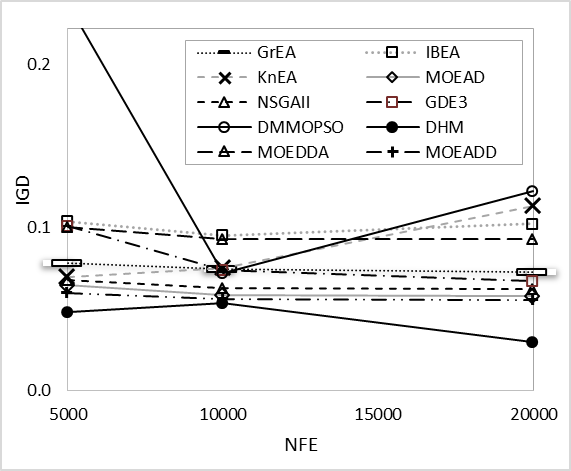 0.2
0.1
0.0
IGD
GrEA IBEA
KnEA MOEAD
NSGAII GDE3
DMMOPSO DHM
MOEDDA MOEADD
5000 10000 15000 20000
NFE